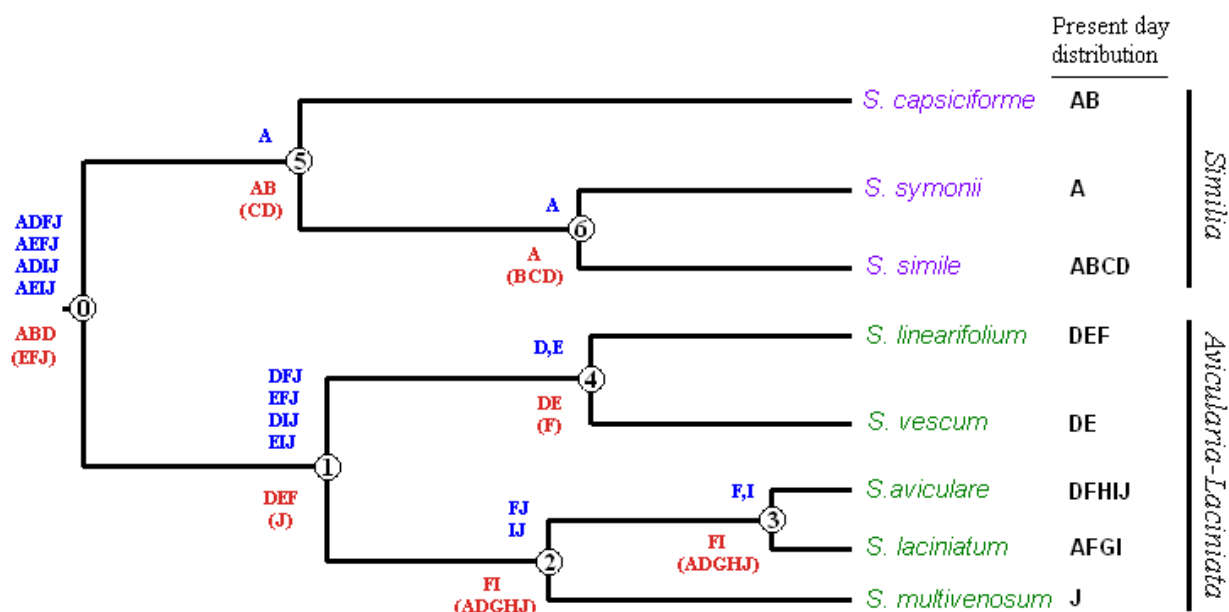 Present day
distribution
S. capsiciforme AB
A
5
AB
(CD)
S. symonii A
A
6
A
(BCD)
S. simile ABCD
Similia
ADFJ
AEFJ
ADIJ
AEIJ
0
ABD
(EFJ)
S. linearifolium DEF
D,E
4
DE
(F)
S. vescum DE
DFJ
EFJ
DIJ
EIJ
1
DEF
(J)
S.aviculare DFHIJ
F,I
3
FI
(ADGHJ)
S. laciniatum AFGI
FJ
IJ
2
FI
(ADGHJ)
S. multivenosum J
Avicularia-Laciniata